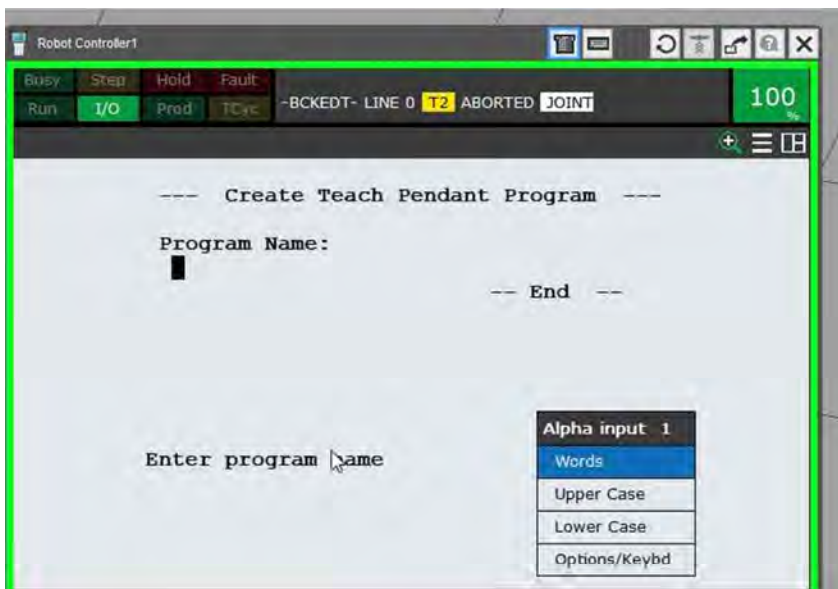 Robot Controller1
Busy Step Hold Fault
Run I/O Prod TCyc
-BCKEDT- LINE 0 T2 ABORTED JOINT
100
%
--- Create Teach Pendant Program ---
Program Name:
-- End --
Alpha input 1
Enter program name
Words
Upper Case
Lower Case
Options/Keybd